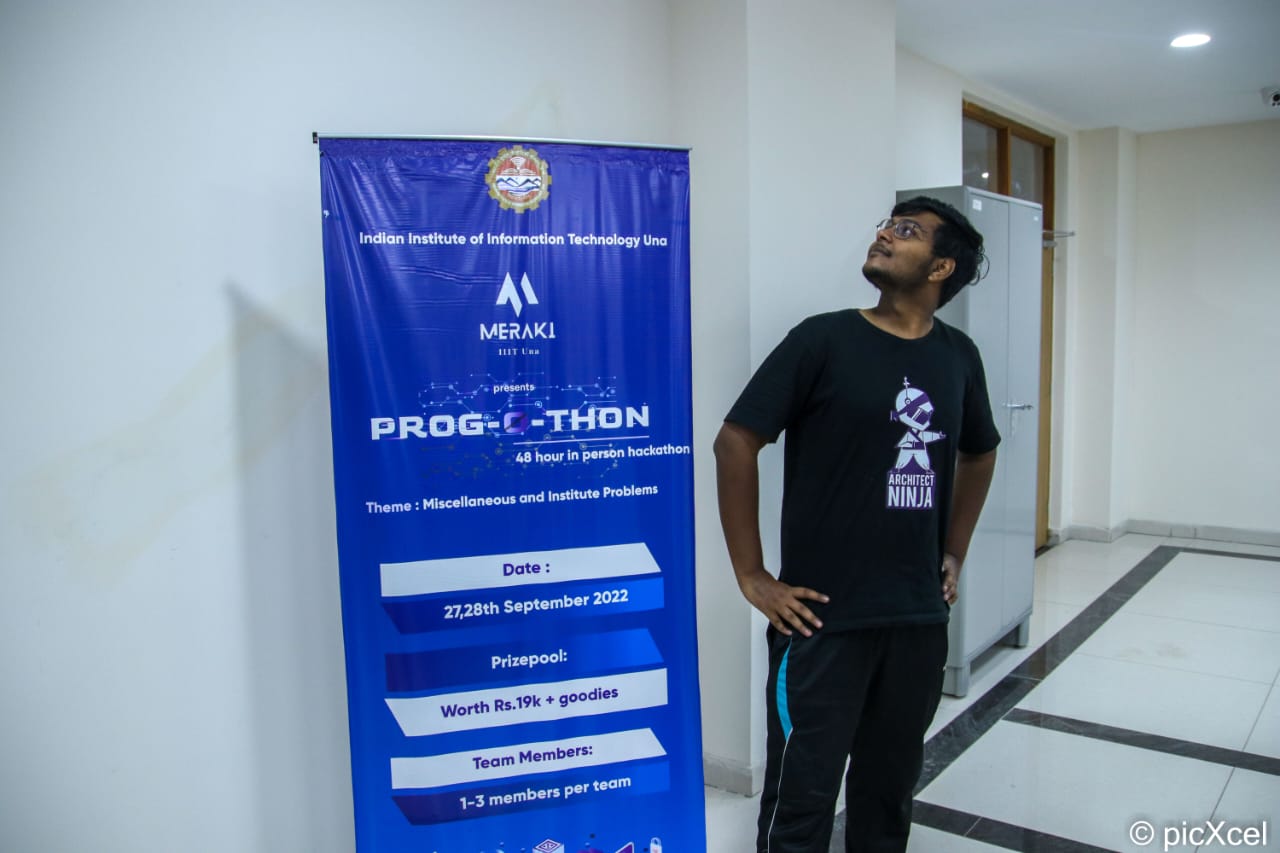 Indian Institute of Information Technology Una
MERAKI
IIIT Una
presents
PROG-O-THON
48 hour in person hackathon
Theme : Miscellaneous and Institute Problems
Date :
27,28th September 2022
Prizepool:
Worth Rs.19k + goodies
Team Members:
1-3 members per team
ARCHITECT
NINJA
© picXcel